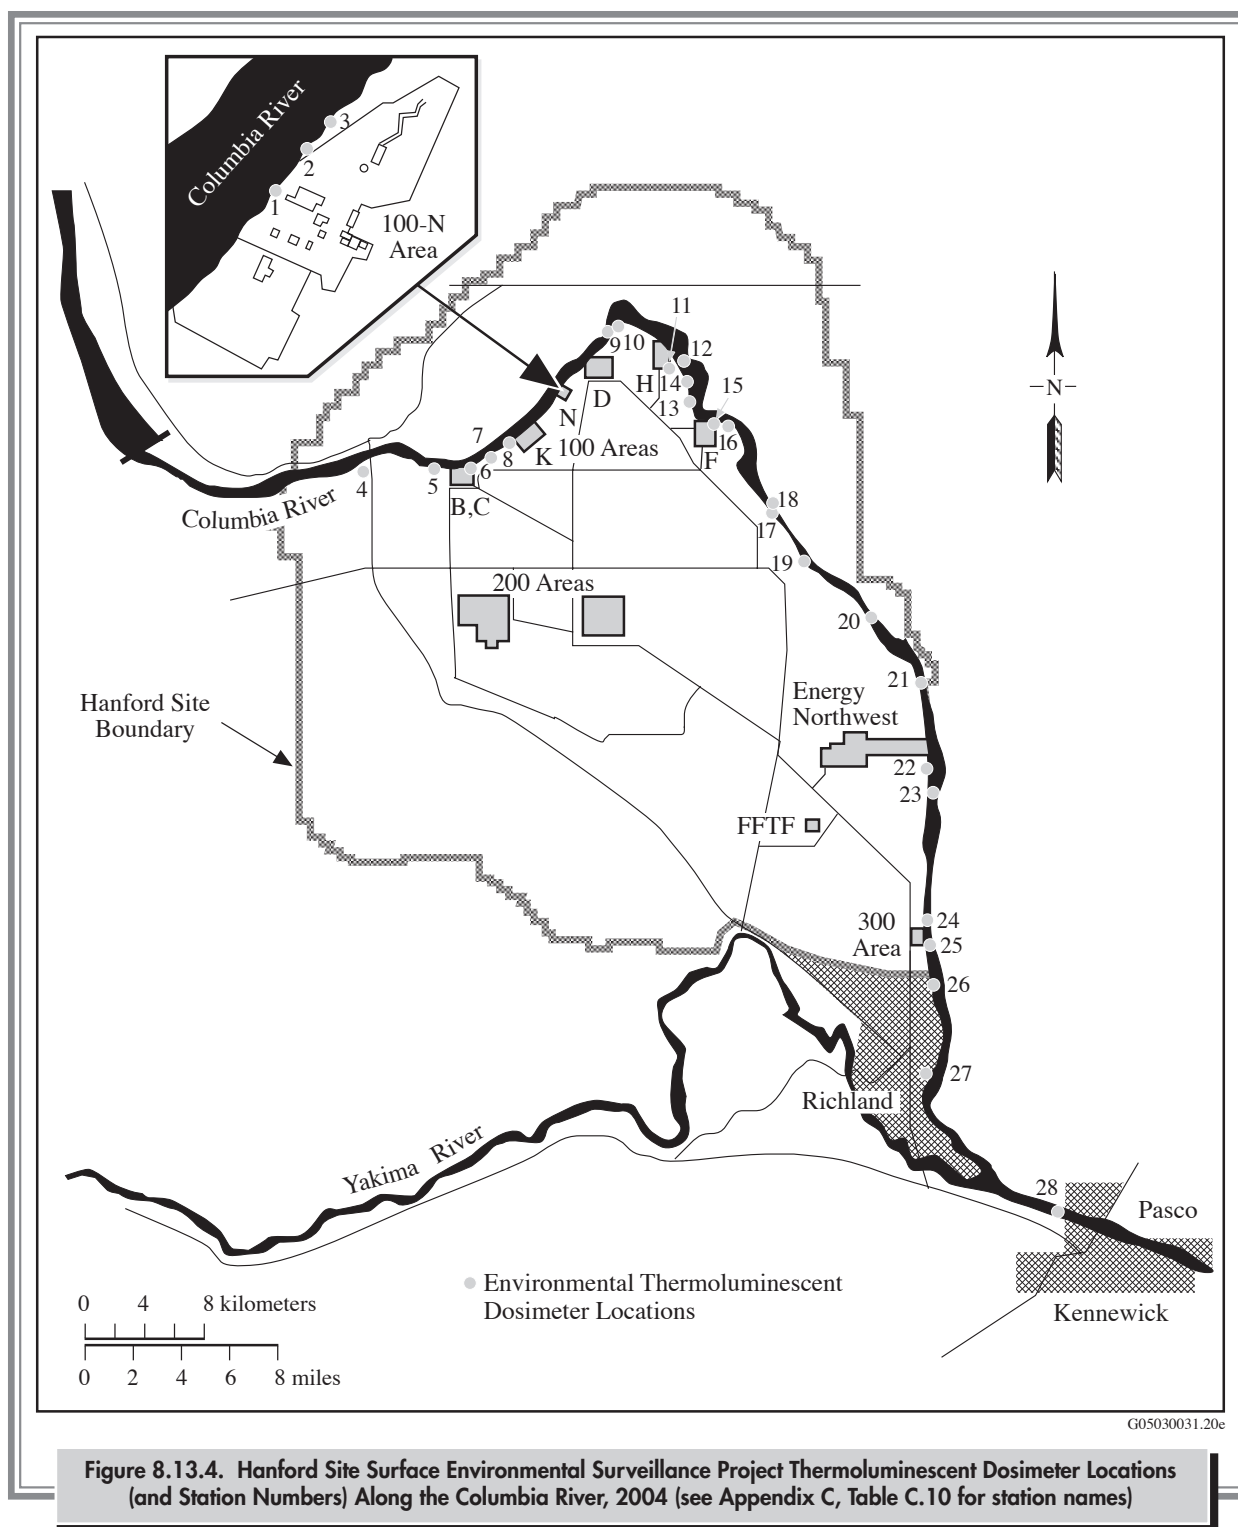 Columbia River
3
2
1
100-N
Area
11
9
10
12
H
14
15
D
13
N
7
16
K
100 Areas
F
8
6
5
4
18
B,C
Columbia River
17
19
200 Areas
20
21
Energy
Northwest
Hanford Site
Boundary
22
23
FFTF
300
Area
24
25
26
27
Richland
Yakima River
28
Pasco
Environmental Thermoluminescent
Dosimeter Locations
Kennewick
0 4 8 kilometers
0 2 4 6 8 miles
N
G05030031.20e
Figure 8.13.4. Hanford Site Surface Environmental Surveillance Project Thermoluminescent Dosimeter Locations
(and Station Numbers) Along the Columbia River, 2004 (see Appendix C, Table C.10 for station names)